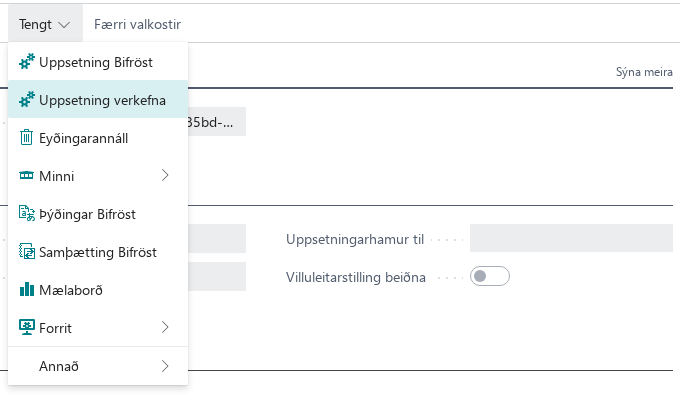 Tengt
Færri valkostir
Uppsetning Bifröst
Sýna meira
Uppsetning verkefna
35bd-...
Eyðingarannáll
Minni
Þýðingar Bifröst
Uppsetningarhamur til
Samþætting Bifröst
Villuleitarstilling beiðna
Mælaborð
Forrit
Annað